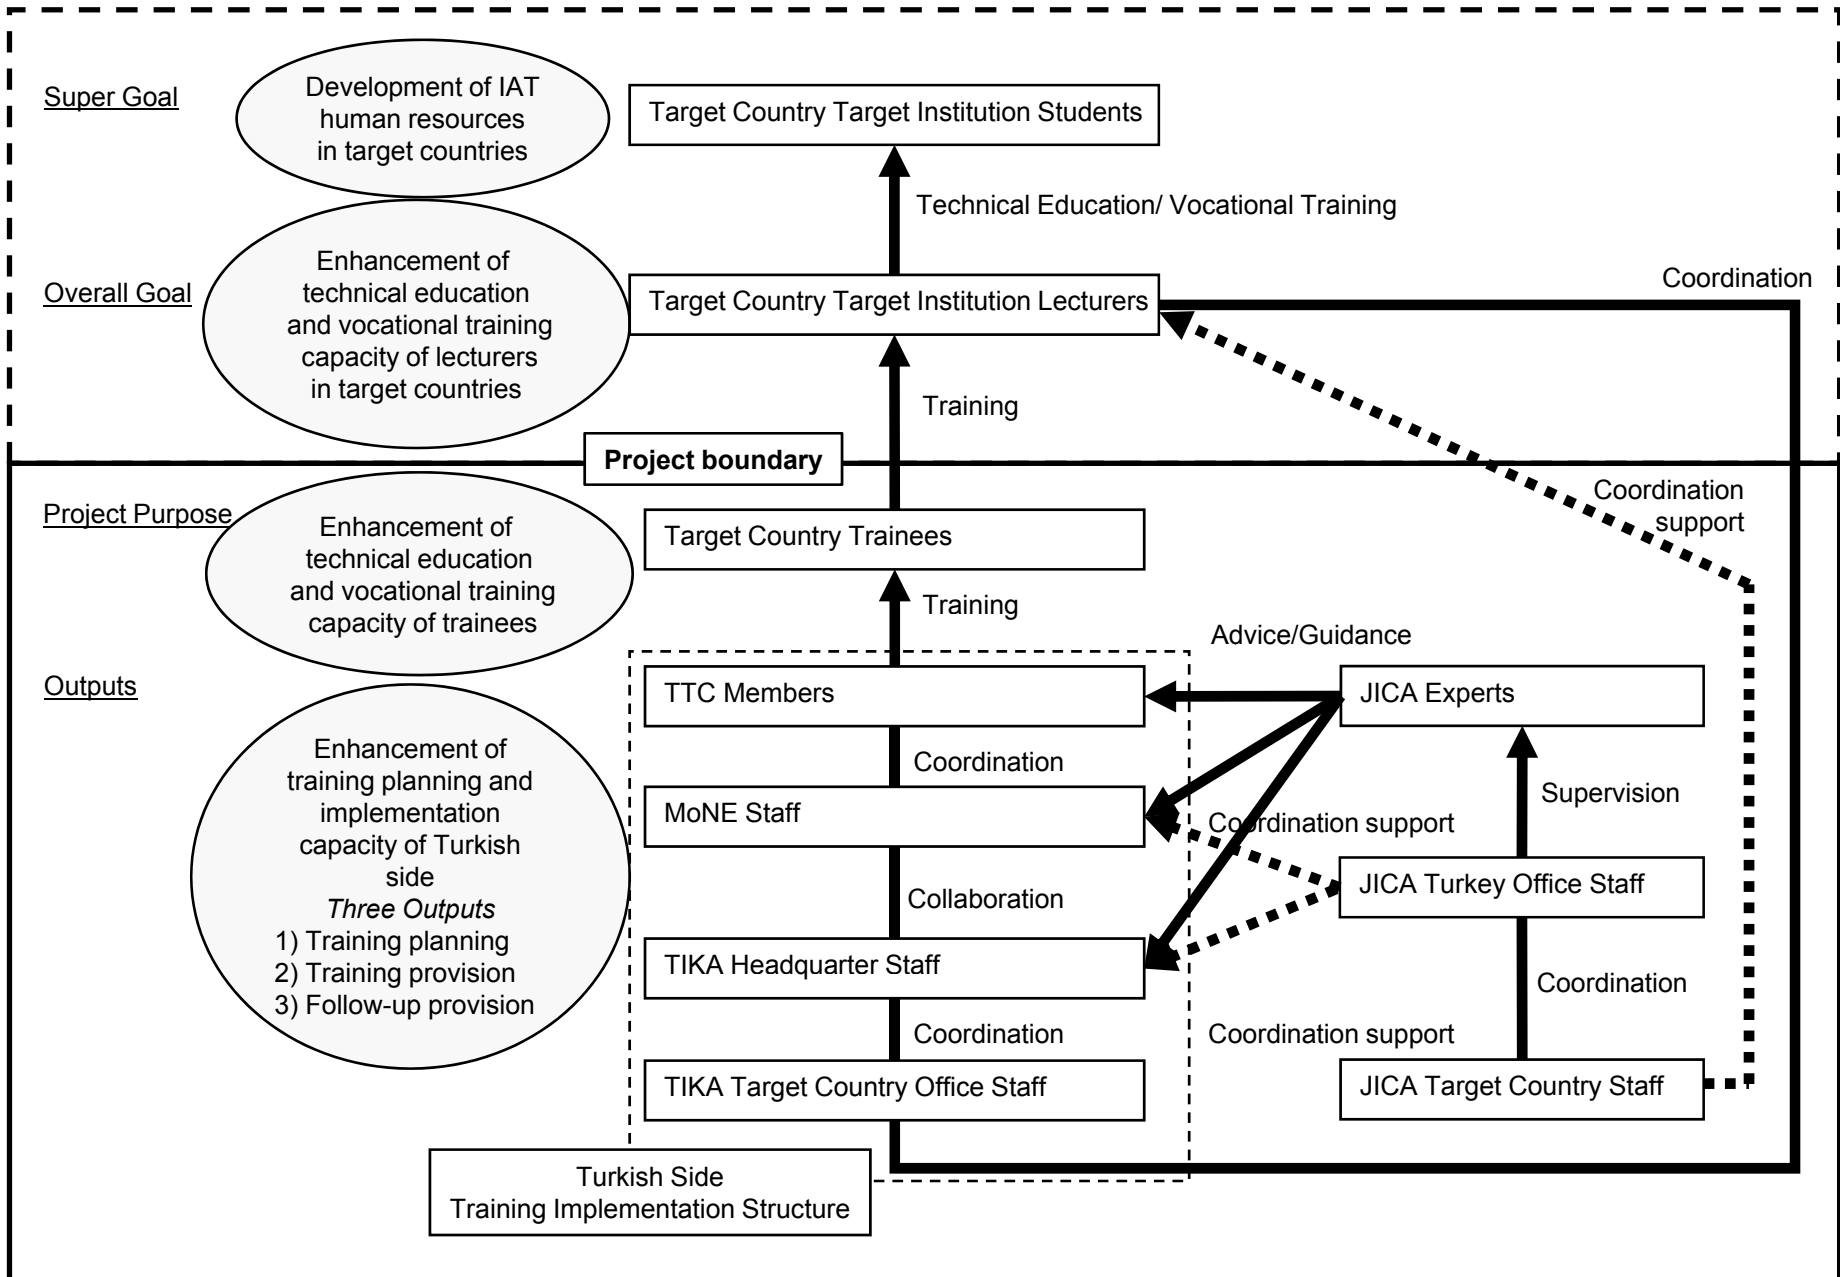 Super Goal
Development of IAT
human resources
in target countries
Target Country Target Institution Students
Technical Education/ Vocational Training
Overall Goal
Enhancement of
technical education
and vocational training
capacity of lecturers
in target countries
Target Country Target Institution Lecturers
Coordination
Training
Project boundary
Project Purpose
Enhancement of
technical education
and vocational training
capacity of trainees
Target Country Trainees
Coordination
support
Training
Advice/Guidance
Outputs
Enhancement of
training planning and
implementation
capacity of Turkish
side
Three Outputs
1) Training planning
2) Training provision
3) Follow-up provision
TTC Members
JICA Experts
Coordination
Supervision
MoNE Staff
Coordination support
Collaboration
JICA Turkey Office Staff
TIKA Headquarter Staff
Coordination
Coordination
Coordination support
TIKA Target Country Office Staff
JICA Target Country Staff
Turkish Side
Training Implementation Structure